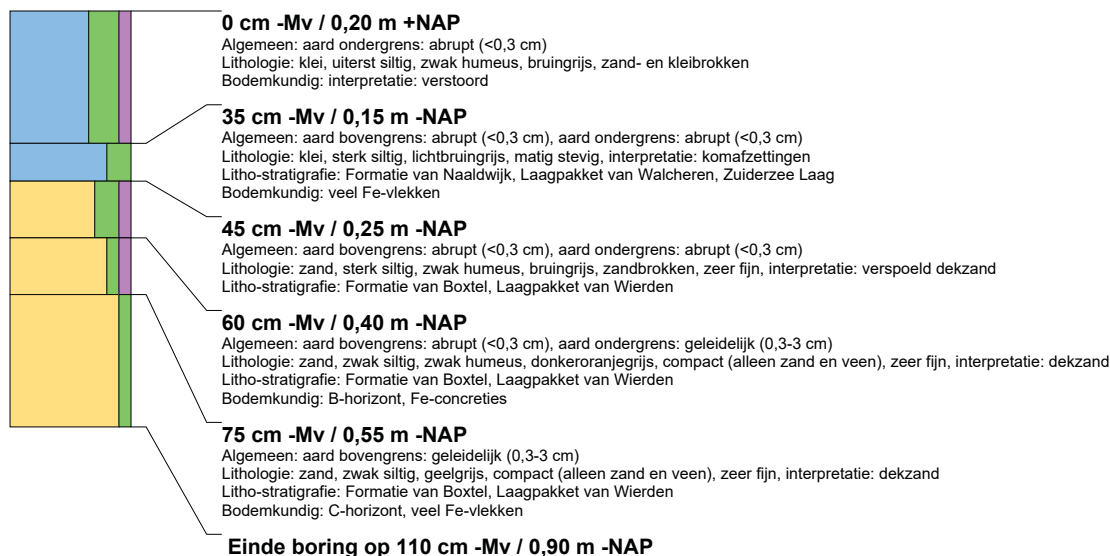 0 cm -Mv / 0,20 m +NAP
Algemeen: aard ondergrens: abrupt (<0,3 cm)
Lithologie: klei, uiterst siltig, zwak humeus, bruingrijs, zand- en kleibrokken
Bodemkundig: interpretatie: verstoord
35 cm -Mv / 0,15 m -NAP
Algemeen: aard bovengrens: abrupt (<0,3 cm), aard ondergrens: abrupt (<0,3 cm)
Lithologie: klei, sterk siltig, lichtbruingrijs, matig stevig, interpretatie: komafzettingen
Litho-stratigrafie: Formatie van Naaldwijk, Laagpakket van Walcheren, Zuiderzee Laag
Bodemkundig: veel Fe-vlekken
45 cm -Mv / 0,25 m -NAP
Algemeen: aard bovengrens: abrupt (<0,3 cm), aard ondergrens: abrupt (<0,3 cm)
Lithologie: zand, sterk siltig, zwak humeus, bruingrijs, zandbrokken, zeer fijn, interpretatie: verspoeld dekzand
Litho-stratigrafie: Formatie van Boxtel, Laagpakket van Wierden
60 cm -Mv / 0,40 m -NAP
Algemeen: aard bovengrens: abrupt (<0,3 cm), aard ondergrens: geleidelijk (0,3-3 cm)
Lithologie: zand, zwak siltig, zwak humeus, donkeroranjegrijs, compact (alleen zand en veen), zeer fijn, interpretatie: dekzand
Litho-stratigrafie: Formatie van Boxtel, Laagpakket van Wierden
Bodemkundig: B-horizont, Fe-concreties
75 cm -Mv / 0,55 m -NAP
Algemeen: aard bovengrens: geleidelijk (0,3-3 cm)
Lithologie: zand, zwak siltig, geelgrijs, compact (alleen zand en veen), zeer fijn, interpretatie: dekzand
Litho-stratigrafie: Formatie van Boxtel, Laagpakket van Wierden
Bodemkundig: C-horizont, veel Fe-vlekken
Einde boring op 110 cm -Mv / 0,90 m -NAP